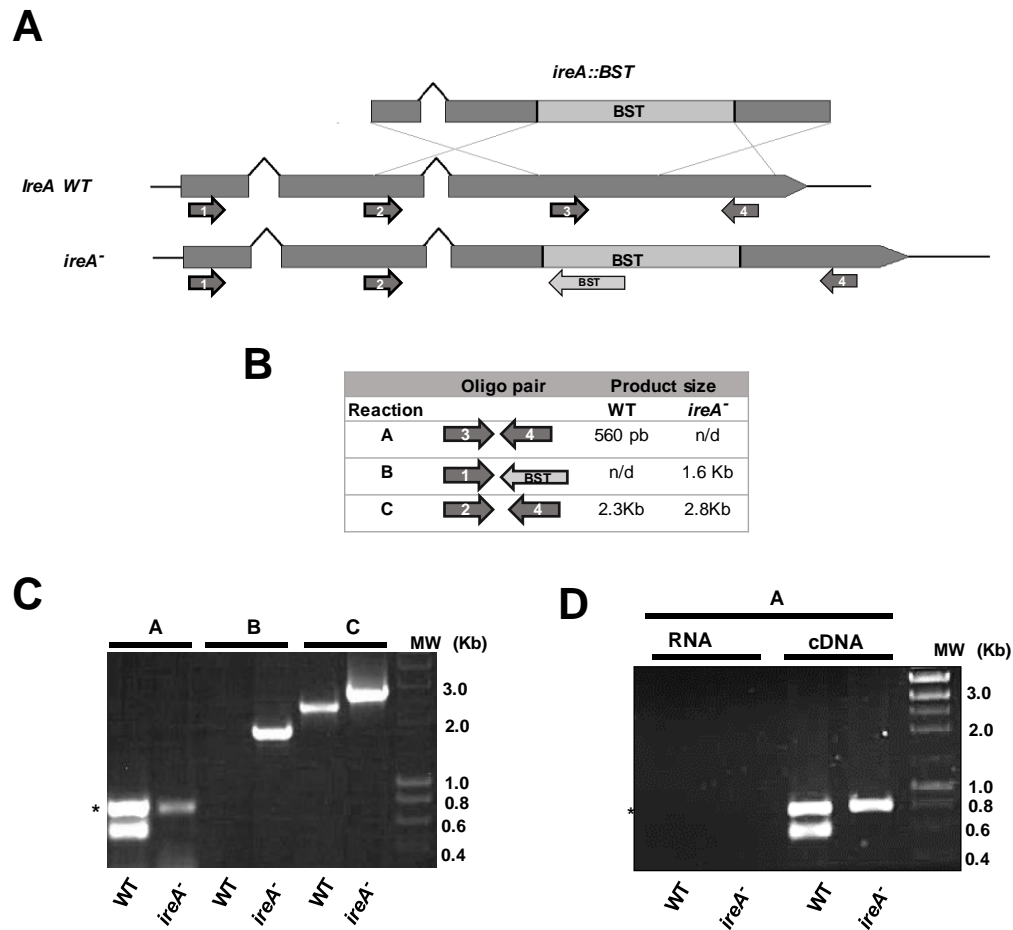 A
ireA::BST
BST
IreA WT
1 2 3 4
ireA-
BST
1 2 BST 4
B
Oligo pair Product size
Reaction WT ireA-
A 3 4 560 pb n/d
B 1 BST n/d 1.6 Kb
C 2 4 2.3Kb 2.8Kb
C
A B C
MW (Kb)
3.0
2.0
1.0
0.8
*
0.6
0.4
WT ireA- WT ireA- WT ireA-
D
A
RNA cDNA
MW (Kb)
3.0
2.0
1.0
0.8
*
0.6
0.4
WT ireA- WT ireA-